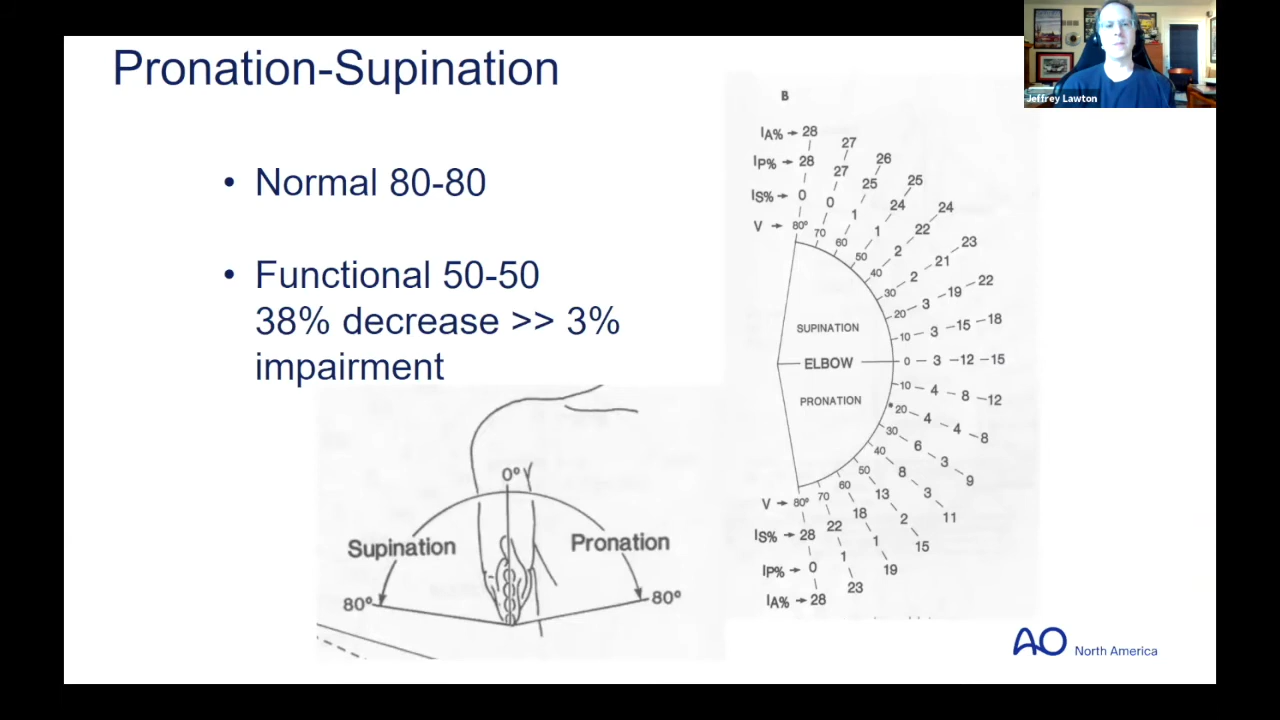 Pronation-Supination
Jeffrey Lawton
• Normal 80-80
• Functional 50-50
38% decrease >> 3%
impairment
B
IA% → 28 27 26 25 24 23 22 18 15 12 8 9 11 15 19 23 28 ← IA%
IP% → 28 27 25 24 22 21 19 15 12 8 4 3 3 2 1 1 0
IS% → 0 0 1 1 2 2 3 3 3 4 4 6 8 13 18 22 28
V → 80° 70 60 50 40 30 20 10 0 10 *20 30 40 50 60 70 80°
SUPINATION
ELBOW
PRONATION
V →
IS% →
IP% →
IA% →
0°
Supination
Pronation
80°
80°
AO North America